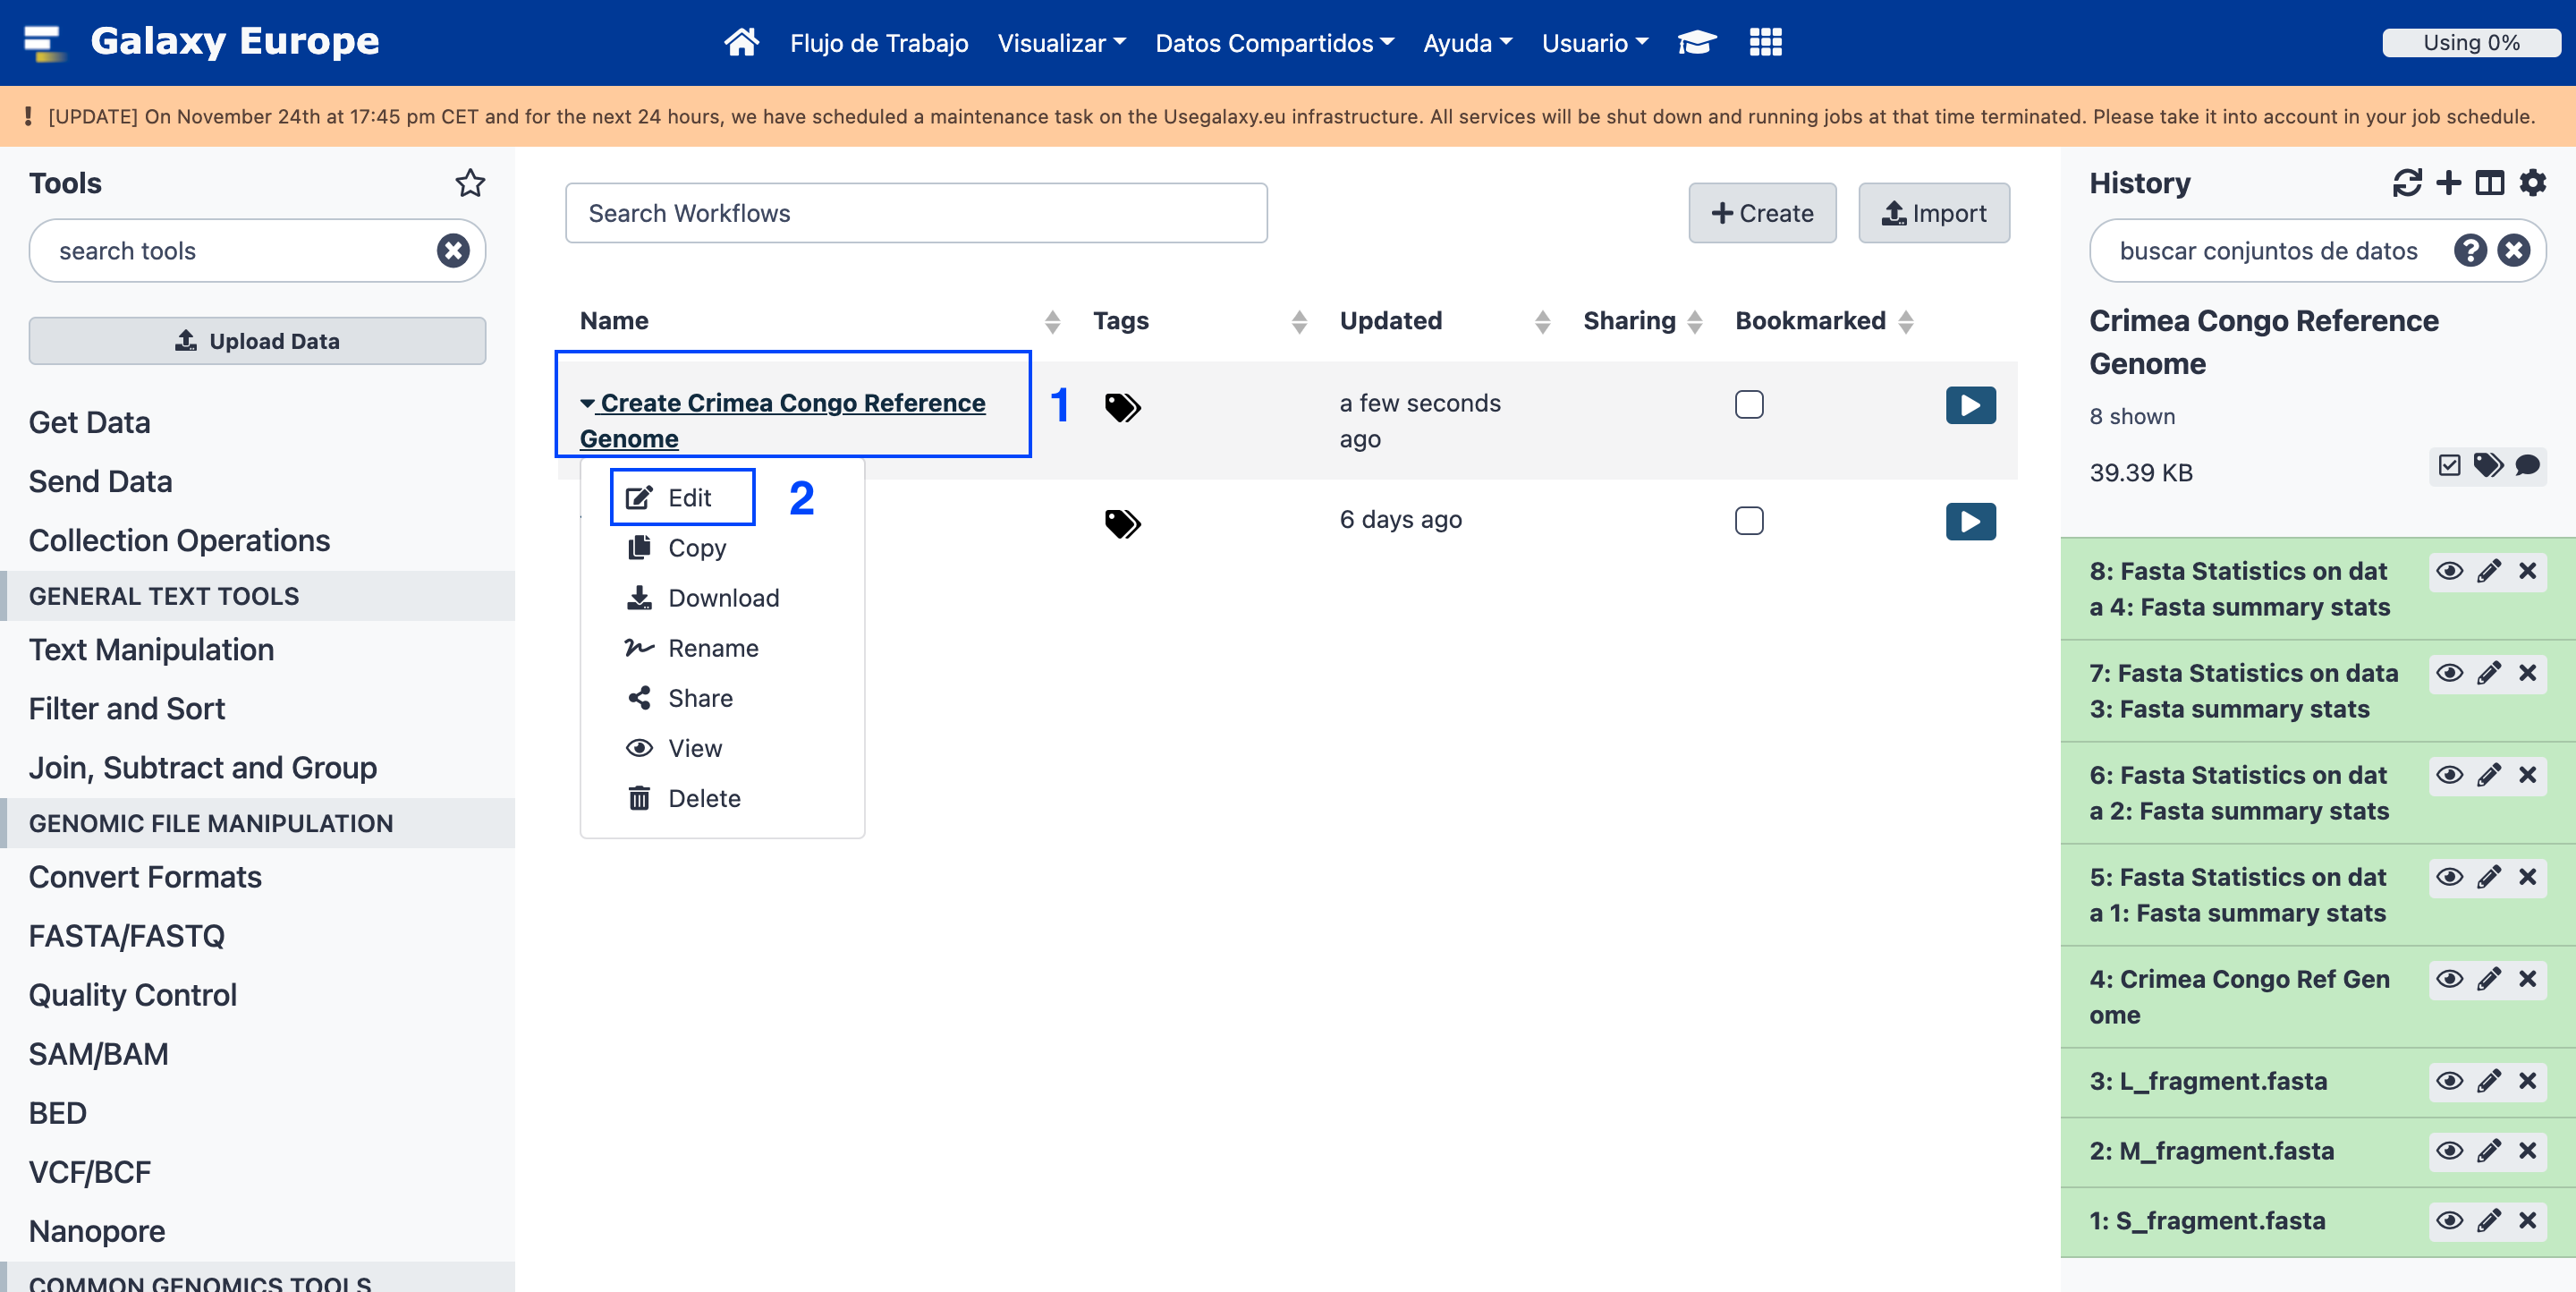 Galaxy Europe
Flujo de Trabajo Visualizar Datos Compartidos Ayuda Usuario
Using 0%
[UPDATE] On November 24th at 17:45 pm CET and for the next 24 hours, we have scheduled a maintenance task on the Usegalaxy.eu infrastructure. All services will be shut down and running jobs at that time terminated. Please take it into account in your job schedule.
Tools
search tools
Upload Data
Get Data
Send Data
Collection Operations
GENERAL TEXT TOOLS
Text Manipulation
Filter and Sort
Join, Subtract and Group
GENOMIC FILE MANIPULATION
Convert Formats
FASTA/FASTQ
Quality Control
SAM/BAM
BED
VCF/BCF
Nanopore
COMMON GENOMICS TOOLS
Search Workflows
Create
Import
Name Tags Updated Sharing Bookmarked
Create Crimea Congo Reference
Genome
1
a few seconds
ago
Edit
2
Copy
Download
Rename
Share
View
Delete
6 days ago
History
buscar conjuntos de datos
Crimea Congo Reference
Genome
8 shown
39.39 KB
8: Fasta Statistics on dat
a 4: Fasta summary stats
7: Fasta Statistics on data
3: Fasta summary stats
6: Fasta Statistics on dat
a 2: Fasta summary stats
5: Fasta Statistics on dat
a 1: Fasta summary stats
4: Crimea Congo Ref Gen
ome
3: L_fragment.fasta
2: M_fragment.fasta
1: S_fragment.fasta